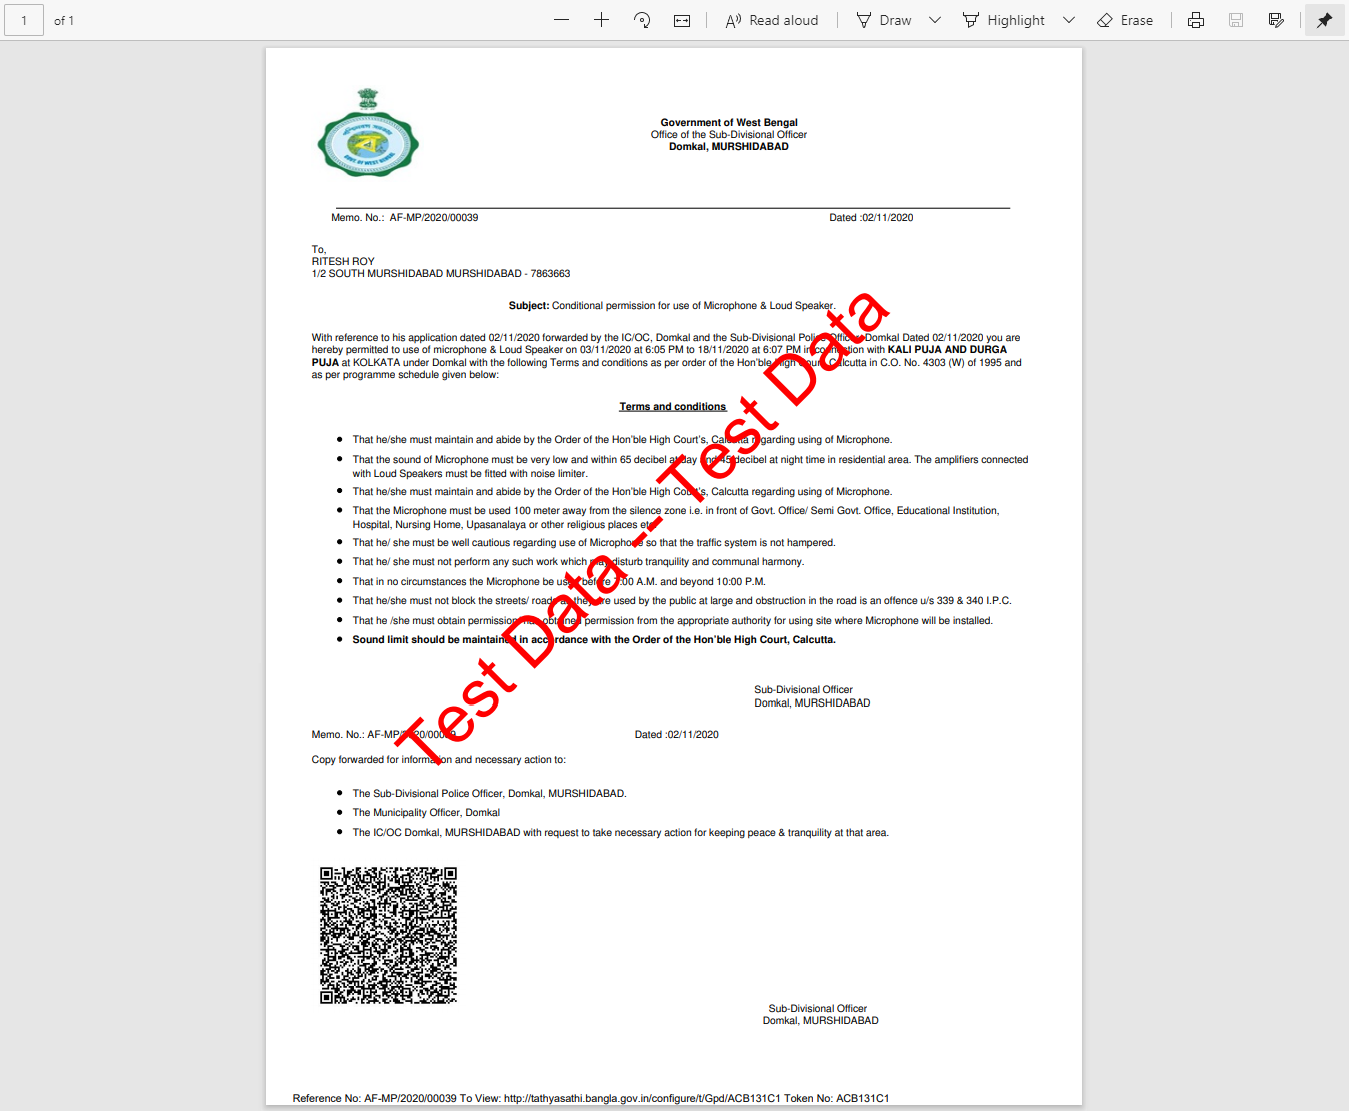 1 of 1 Read aloud Draw Highlight Erase
Government of West Bengal
Office of the Sub-Divisional Officer
Domkal, MURSHIDABAD
Memo. No.: AF-MP/2020/00039 Dated :02/11/2020
To,
RITESH ROY
1/2 SOUTH MURSHIDABAD MURSHIDABAD - 7863663
Subject: Conditional permission for use of Microphone & Loud Speaker.
With reference to his application dated 02/11/2020 forwarded by the IC/OC, Domkal and the Sub-Divisional Police Officer, Domkal Dated 02/11/2020 you are
hereby permitted to use of microphone & Loud Speaker on 03/11/2020 at 6:05 PM to 18/11/2020 at 6:07 PM in connection with KALI PUJA AND DURGA
PUJA at KOLKATA under Domkal with the following Terms and conditions as per order of the Hon'ble High Court, Calcutta in C.O. No. 4303 (W) of 1995 and
as per programme schedule given below:
Terms and conditions
That he/she must maintain and abide by the Order of the Hon'ble High Court's, Calcutta regarding using of Microphone.
That the sound of Microphone must be very low and within 65 decibel at day and 45 decibel at night time in residential area. The amplifiers connected
with Loud Speakers must be fitted with noise limiter.
That he/she must maintain and abide by the Order of the Hon'ble High Court's, Calcutta regarding using of Microphone.
That the Microphone must be used 100 meter away from the silence zone i.e. in front of Govt. Office/ Semi Govt. Office, Educational Institution,
Hospital, Nursing Home, Upasanalaya or other religious places etc.
That he/ she must be well cautious regarding use of Microphone so that the traffic system is not hampered.
That he/ she must not perform any such work which may disturb tranquility and communal harmony.
That in no circumstances the Microphone be used before 7:00 A.M. and beyond 10:00 P.M.
That he/she must not block the streets/ roads as they are used by the public at large and obstruction in the road is an offence u/s 339 & 340 I.P.C.
That he /she must obtain permission/ has obtained permission from the appropriate authority for using site where Microphone will be installed.
Sound limit should be maintained in accordance with the Order of the Hon'ble High Court, Calcutta.
Test Data -- Test Data
Sub-Divisional Officer
Domkal, MURSHIDABAD
Memo. No.: AF-MP/2020/00039 Dated :02/11/2020
Copy forwarded for information and necessary action to:
The Sub-Divisional Police Officer, Domkal, MURSHIDABAD.
The Municipality Officer, Domkal
The IC/OC Domkal, MURSHIDABAD with request to take necessary action for keeping peace & tranquility at that area.
Sub-Divisional Officer
Domkal, MURSHIDABAD
Reference No: AF-MP/2020/00039 To View: http://tathyasathi.bangla.gov.in/configure/t/Gpd/ACB131C1 Token No: ACB131C1